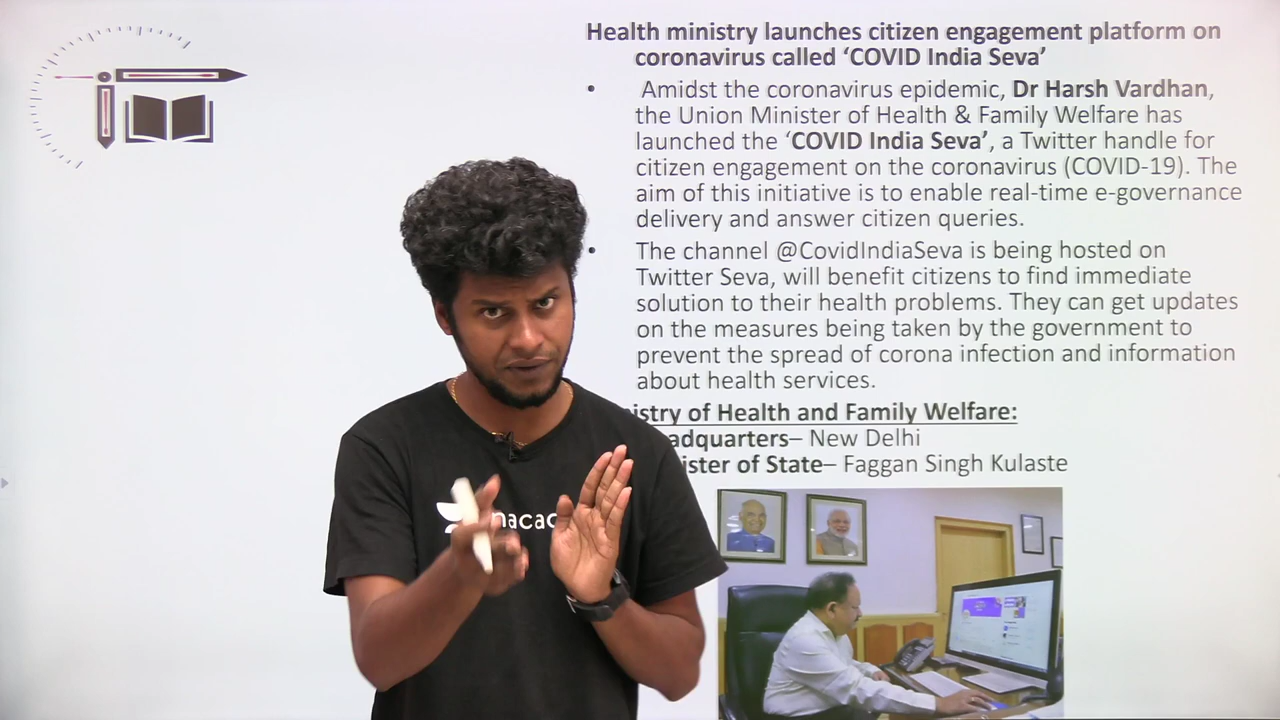 Health ministry launches citizen engagement platform on
coronavirus called ‘COVID India Seva’
• Amidst the coronavirus epidemic, Dr Harsh Vardhan,
the Union Minister of Health & Family Welfare has
launched the ‘COVID India Seva’, a Twitter handle for
citizen engagement on the coronavirus (COVID-19). The
aim of this initiative is to enable real-time e-governance
delivery and answer citizen queries.
• The channel @CovidIndiaSeva is being hosted on
Twitter Seva, will benefit citizens to find immediate
solution to their health problems. They can get updates
on the measures being taken by the government to
prevent the spread of corona infection and information
about health services.
istry of Health and Family Welfare:
adquarters– New Delhi
ister of State– Faggan Singh Kulaste
nacac